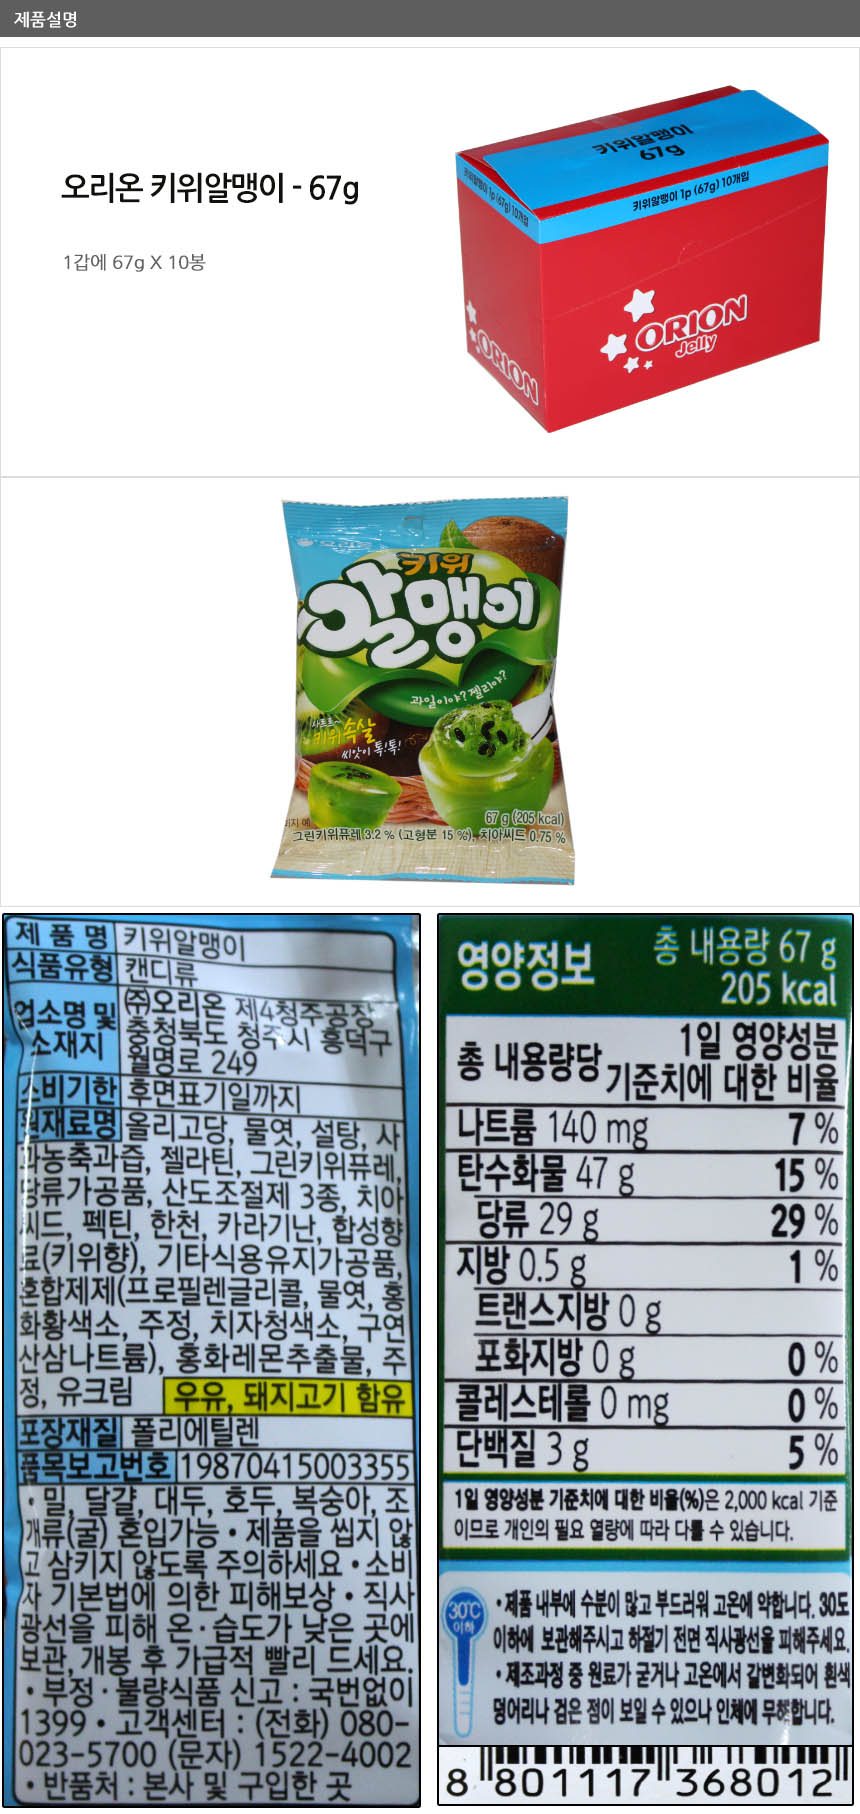 제품설명
오리온 키위알맹이 - 67g
1갑에 67g X 10봉
키위알맹이
67g
키위알맹이 1p (67g) 10개입
키위알맹이 1p (67g) 10개입
ORION
Jelly
ORION
오리온
키위
알맹이
과일이야? 젤리야?
사르르~
키위속살
씨앗이 톡!톡!
미지 예
67 g (205 kcal)
그린키위퓨레 3.2 % (고형분 15 %), 치아씨드 0.75 %
제 품 명 키위알맹이
식품유형 캔디류
업소명 및 ㈜오리온 제4청주공장
소재지 충청북도 청주시 흥덕구
월명로 249
소비기한 후면표기일까지
원재료명 올리고당, 물엿, 설탕, 사
과농축과즙, 젤라틴, 그린키위퓨레,
당류가공품, 산도조절제 3종, 치아
씨드, 펙틴, 한천, 카라기난, 합성향
료(키위향), 기타식용유지가공품,
혼합제제(프로필렌글리콜, 물엿, 홍
화황색소, 주정, 치자청색소, 구연
산삼나트륨), 홍화레몬추출물, 주
정, 유크림 우유, 돼지고기 함유
포장재질 폴리에틸렌
품목보고번호 19870415003355
• 밀, 달걀, 대두, 호두, 복숭아, 조
개류(굴) 혼입가능 • 제품을 씹지 않
고 삼키지 않도록 주의하세요 • 소비
자 기본법에 의한 피해보상 • 직사
광선을 피해 온·습도가 낮은 곳에
보관, 개봉 후 가급적 빨리 드세요.
• 부정·불량식품 신고 : 국번없이
1399 • 고객센터 : (전화) 080-
023-5700 (문자) 1522-4002
• 반품처 : 본사 및 구입한 곳
영양정보 총 내용량 67 g
205 kcal
총 내용량당 1일 영양성분
기준치에 대한 비율
나트륨 140 mg 7 %
탄수화물 47 g 15 %
당류 29 g 29 %
지방 0.5 g 1 %
트랜스지방 0 g
포화지방 0 g 0 %
콜레스테롤 0 mg 0 %
단백질 3 g 5 %
1일 영양성분 기준치에 대한 비율(%)은 2,000 kcal 기준
이므로 개인의 필요 열량에 따라 다를 수 있습니다.
30℃
이하
• 제품 내부에 수분이 많고 부드러워 고온에 약합니다. 30도
이하에 보관해주시고 하절기 전면 직사광선을 피해주세요.
• 제조과정 중 원료가 굳거나 고온에서 갈변화되어 흰색
덩어리나 검은 점이 보일 수 있으나 인체에 무해합니다.
8 801117 368012